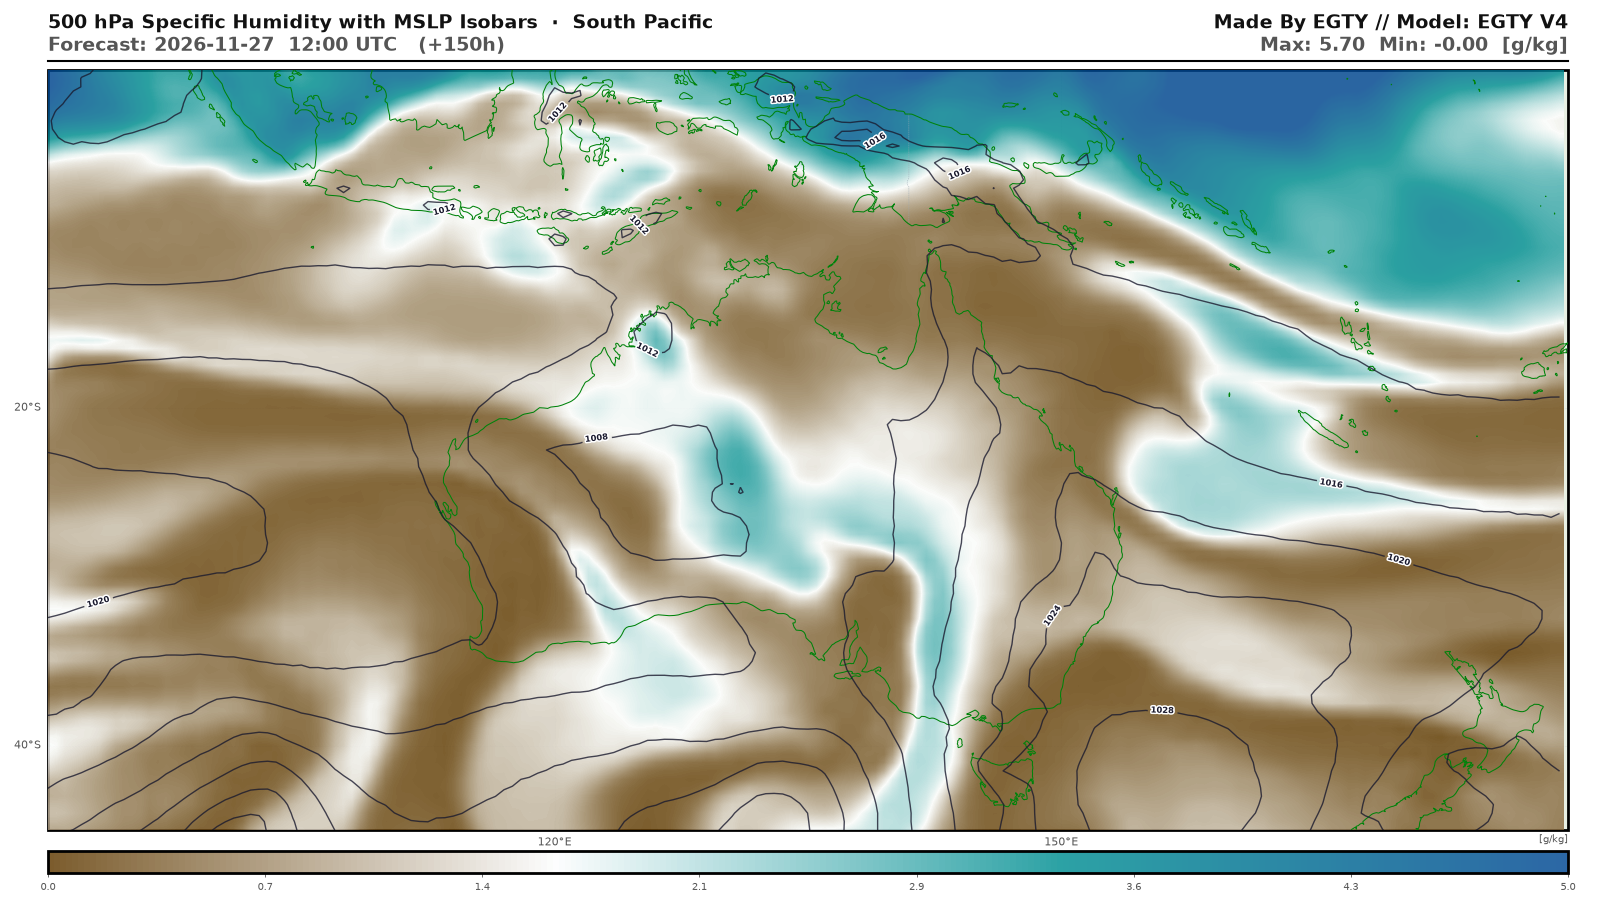 500 hPa Specific Humidity with MSLP Isobars · South Pacific
Made By EGTY // Model: EGTY V4
Forecast: 2026-11-27 12:00 UTC (+150h)
Max: 5.70 Min: -0.00 [g/kg]
1012
1012
1016
1016
1012
1012
1012
20°S
1008
1016
1020
1020
1024
1028
40°S
120°E
150°E
[g/kg]
0.0
0.7
1.4
2.1
2.9
3.6
4.3
5.0